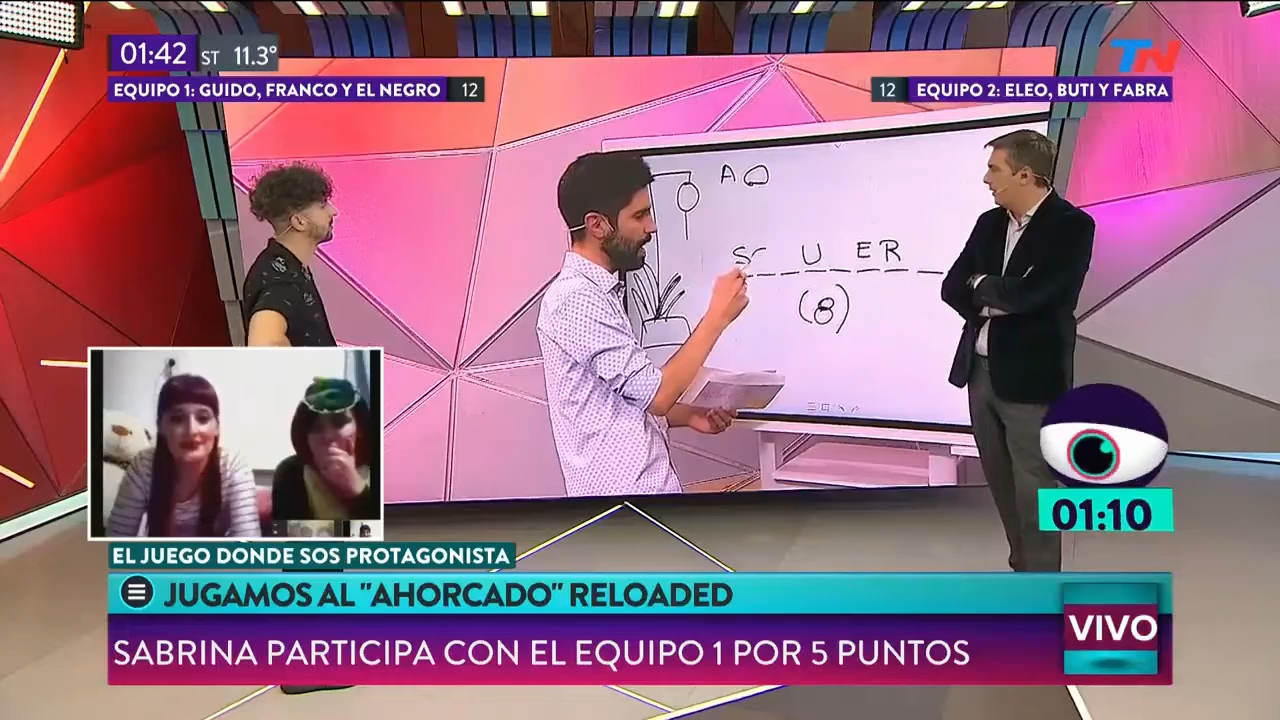 01:42 ST 11.3°
TN
EQUIPO 1: GUIDO, FRANCO Y EL NEGRO 12
12 EQUIPO 2: ELEO, BUTI Y FABRA
A O
S U ER
(8)
01:10
EL JUEGO DONDE SOS PROTAGONISTA
JUGAMOS AL "AHORCADO" RELOADED
SABRINA PARTICIPA CON EL EQUIPO 1 POR 5 PUNTOS
VIVO